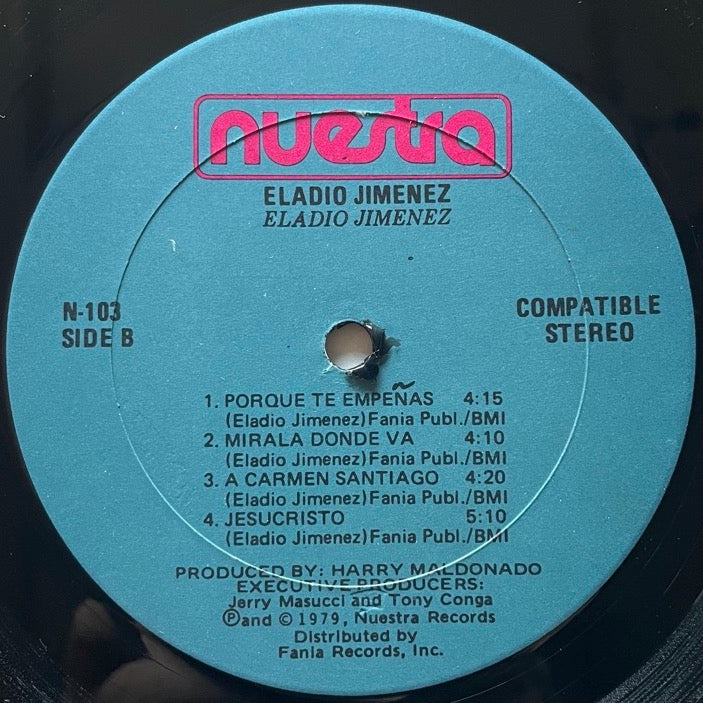 nuestra
ELADIO JIMENEZ
ELADIO JIMENEZ
N-103
SIDE B
COMPATIBLE
STEREO
1. PORQUE TE EMPEÑAS 4:15
(Eladio Jimenez) Fania Publ./BMI
2. MIRALA DONDE VA 4:10
(Eladio Jimenez) Fania Publ./BMI
3. A CARMEN SANTIAGO 4:20
(Eladio Jimenez) Fania Publ./BMI
4. JESUCRISTO 5:10
(Eladio Jimenez) Fania Publ./BMI
PRODUCED BY: HARRY MALDONADO
EXECUTIVE PRODUCERS:
Jerry Masucci and Tony Conga
Ⓟand © 1979, Nuestra Records
Distributed by
Fania Records, Inc.